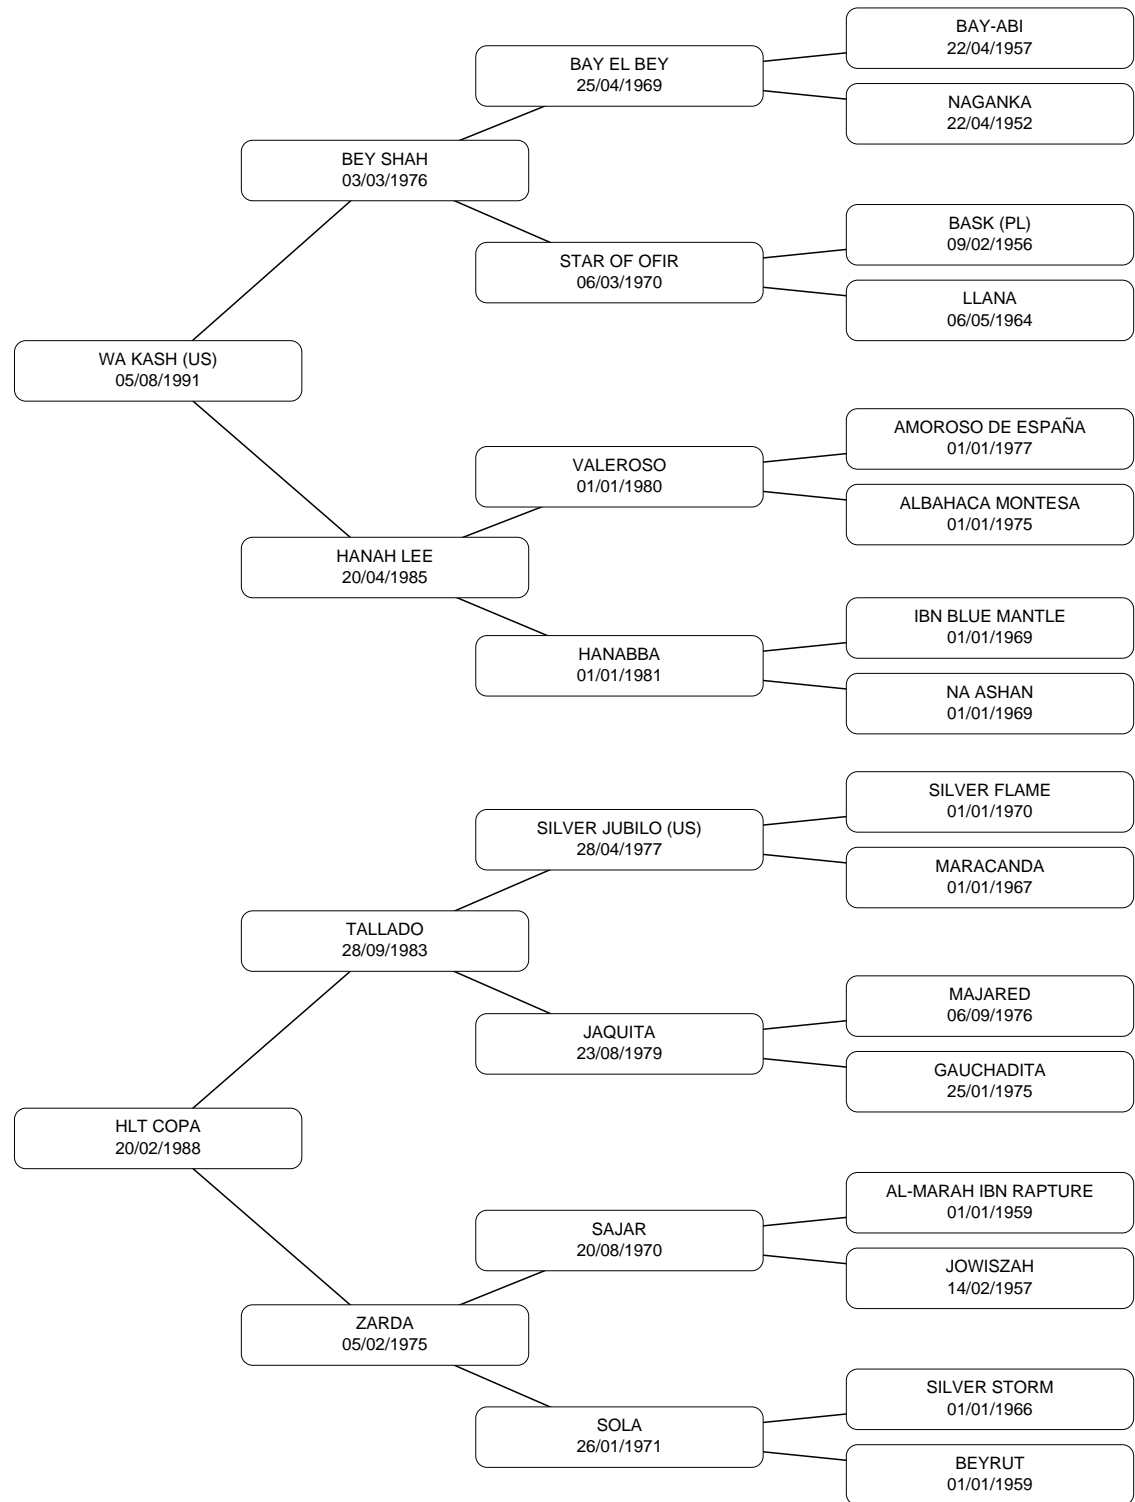 BAY-ABI
22/04/1957
BAY EL BEY
25/04/1969
NAGANKA
22/04/1952
BEY SHAH
03/03/1976
BASK (PL)
09/02/1956
STAR OF OFIR
06/03/1970
LLANA
06/05/1964
WA KASH (US)
05/08/1991
AMOROSO DE ESPAÑA
01/01/1977
VALEROSO
01/01/1980
ALBAHACA MONTESA
01/01/1975
HANAH LEE
20/04/1985
IBN BLUE MANTLE
01/01/1969
HANABBA
01/01/1981
NA ASHAN
01/01/1969
SILVER FLAME
01/01/1970
SILVER JUBILO (US)
28/04/1977
MARACANDA
01/01/1967
TALLADO
28/09/1983
MAJARED
06/09/1976
JAQUITA
23/08/1979
GAUCHADITA
25/01/1975
HLT COPA
20/02/1988
AL-MARAH IBN RAPTURE
01/01/1959
SAJAR
20/08/1970
JOWISZAH
14/02/1957
ZARDA
05/02/1975
SILVER STORM
01/01/1966
SOLA
26/01/1971
BEYRUT
01/01/1959